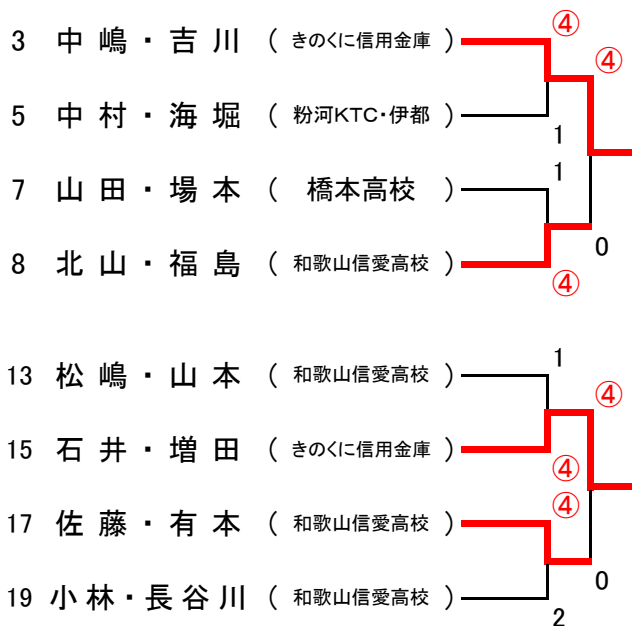 ④
3 中 嶋 ・ 吉 川 ( きのくに信用金庫 )
④
5 中 村 ・ 海 堀 ( 粉河KTC・伊都 )
1
1
7 山 田 ・ 場 本 ( 橋本高校 )
0
8 北 山 ・ 福 島 ( 和歌山信愛高校 )
④
1
13 松 嶋 ・ 山 本 ( 和歌山信愛高校 )
④
15 石 井 ・ 増 田 ( きのくに信用金庫 )
④
④
17 佐 藤 ・ 有 本 ( 和歌山信愛高校 )
0
19 小 林 ・ 長 谷 川 ( 和歌山信愛高校 )
2